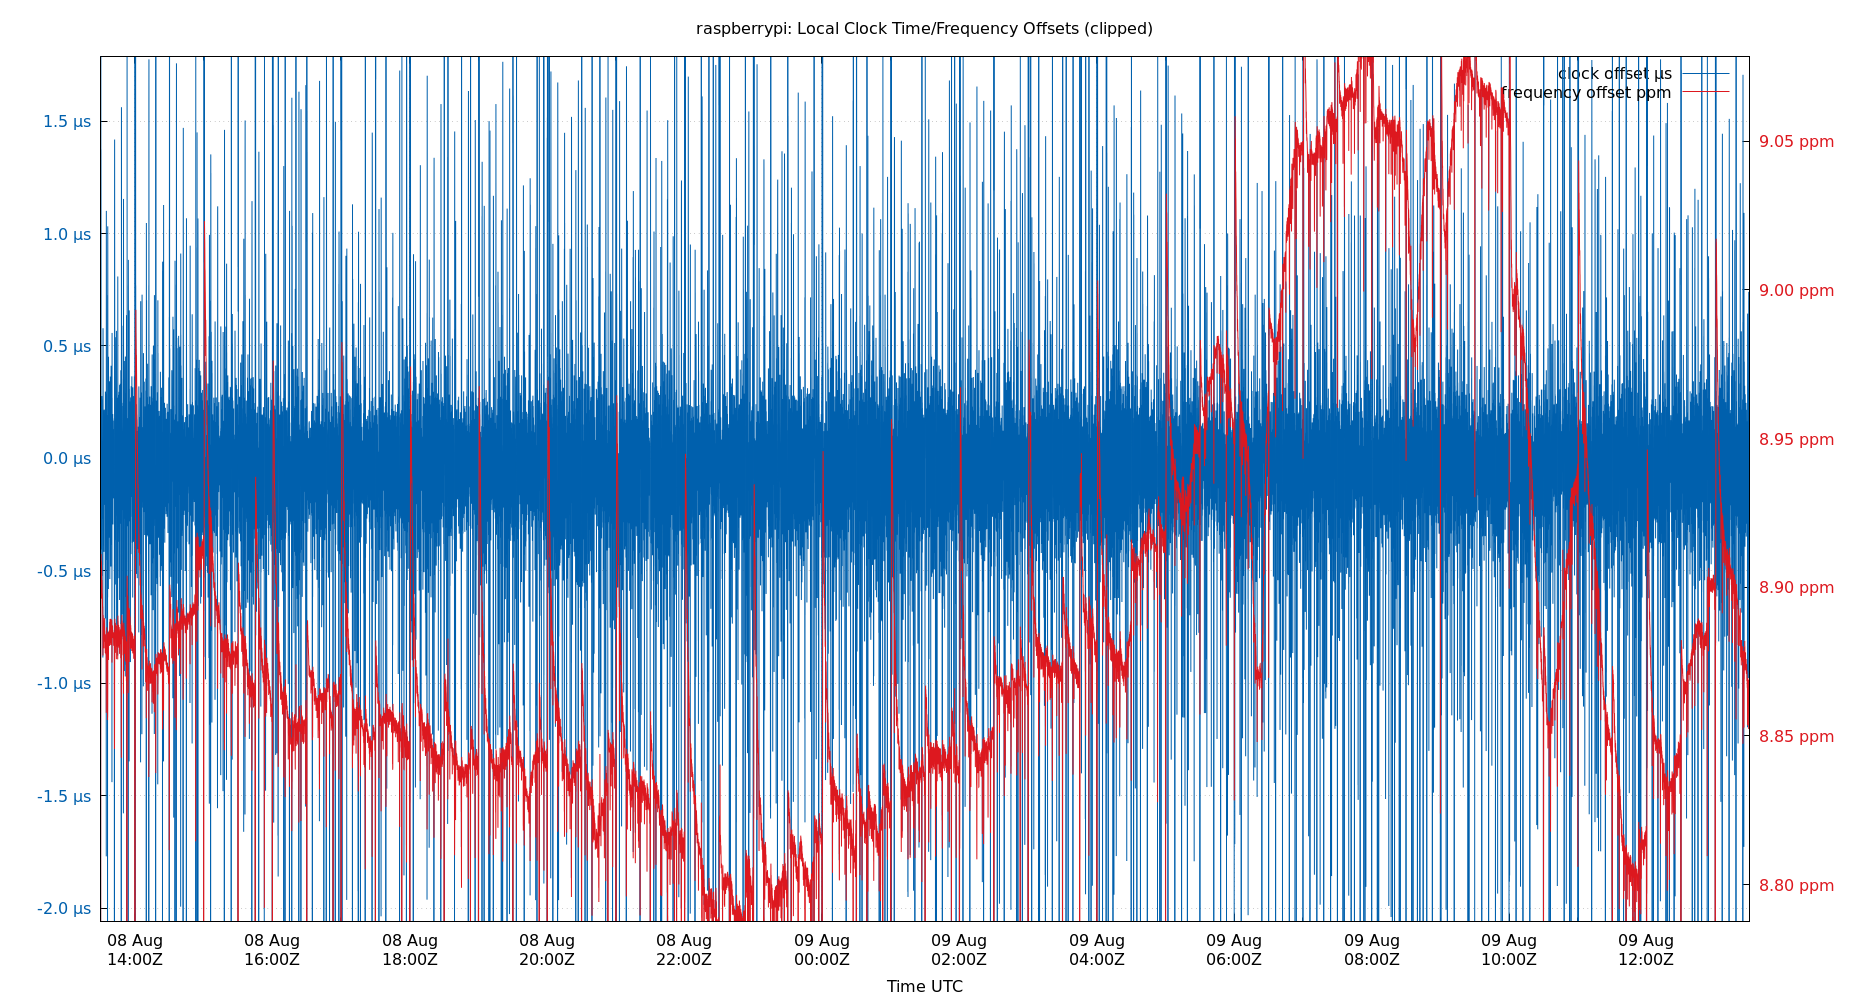 raspberrypi: Local Clock Time/Frequency Offsets (clipped)
clock offset µs
frequency offset ppm
1.5 µs
1.0 µs
0.5 µs
0.0 µs
-0.5 µs
-1.0 µs
-1.5 µs
-2.0 µs
9.05 ppm
9.00 ppm
8.95 ppm
8.90 ppm
8.85 ppm
8.80 ppm
08 Aug 08 Aug 08 Aug 08 Aug 08 Aug 09 Aug 09 Aug 09 Aug 09 Aug 09 Aug 09 Aug 09 Aug
14:00Z 16:00Z 18:00Z 20:00Z 22:00Z 00:00Z 02:00Z 04:00Z 06:00Z 08:00Z 10:00Z 12:00Z
Time UTC